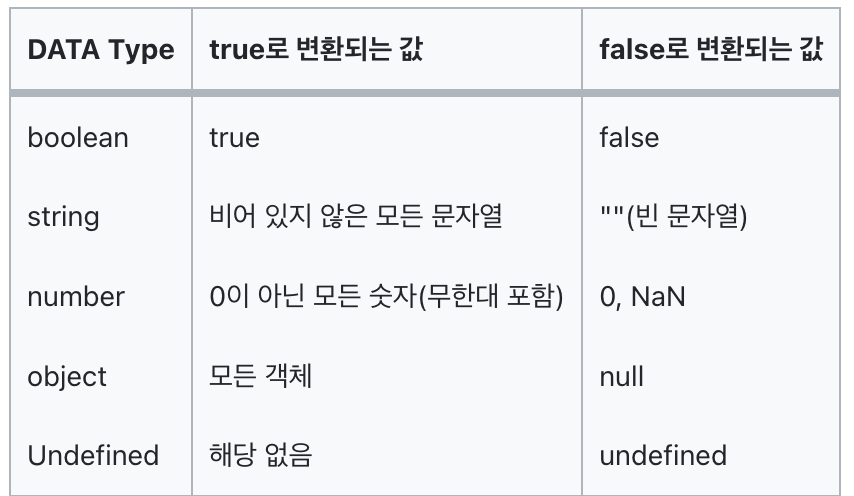 DATA Type true로 변환되는 값 false로 변환되는 값
boolean true false
string 비어 있지 않은 모든 문자열 ""(빈 문자열)
number 0이 아닌 모든 숫자(무한대 포함) 0, NaN
object 모든 객체 null
Undefined 해당 없음 undefined